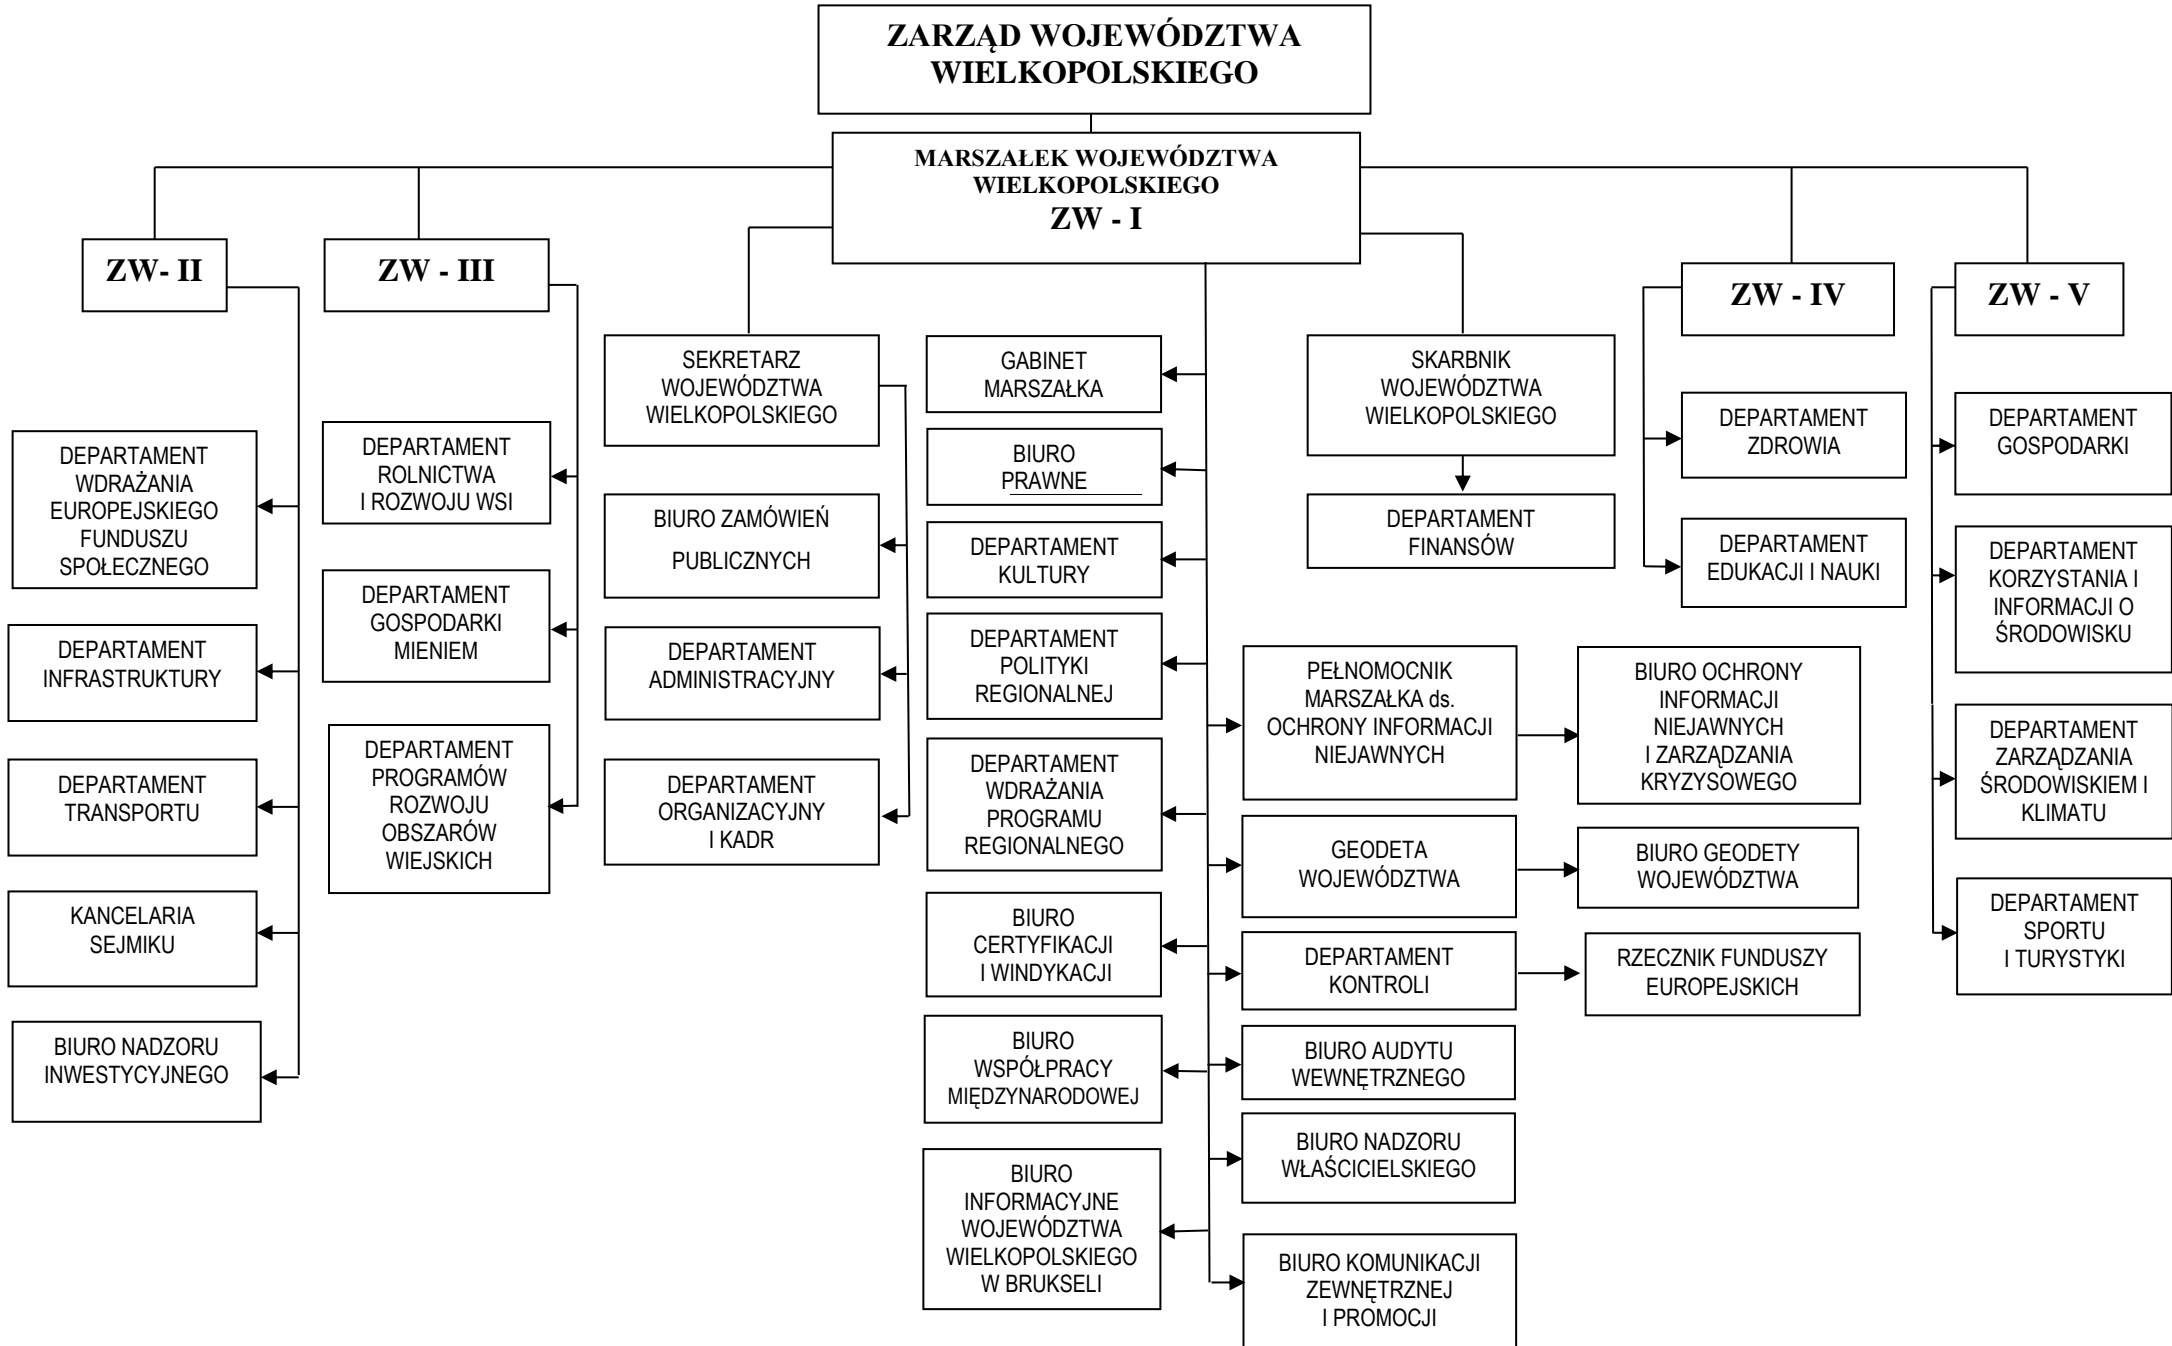 ZARZĄD WOJEWÓDZTWA
WIELKOPOLSKIEGO
MARSZAŁEK WOJEWÓDZTWA
WIELKOPOLSKIEGO
ZW - I
ZW- II
ZW - III
ZW - IV
ZW - V
DEPARTAMENT
WDRAŻANIA
EUROPEJSKIEGO
FUNDUSZU
SPOŁECZNEGO
DEPARTAMENT
INFRASTRUKTURY
DEPARTAMENT
TRANSPORTU
KANCELARIA
SEJMIKU
BIURO NADZORU
INWESTYCYJNEGO
DEPARTAMENT
ROLNICTWA
I ROZWOJU WSI
DEPARTAMENT
GOSPODARKI
MIENIEM
DEPARTAMENT
PROGRAMÓW
ROZWOJU
OBSZARÓW
WIEJSKICH
SEKRETARZ
WOJEWÓDZTWA
WIELKOPOLSKIEGO
BIURO ZAMÓWIEŃ
PUBLICZNYCH
DEPARTAMENT
ADMINISTRACYJNY
DEPARTAMENT
ORGANIZACYJNY
I KADR
GABINET
MARSZAŁKA
BIURO
PRAWNE
DEPARTAMENT
KULTURY
DEPARTAMENT
POLITYKI
REGIONALNEJ
DEPARTAMENT
WDRAŻANIA
PROGRAMU
REGIONALNEGO
BIURO
CERTYFIKACJI
I WINDYKACJI
BIURO
WSPÓŁPRACY
MIĘDZYNARODOWEJ
BIURO
INFORMACYJNE
WOJEWÓDZTWA
WIELKOPOLSKIEGO
W BRUKSELI
SKARBNIK
WOJEWÓDZTWA
WIELKOPOLSKIEGO
DEPARTAMENT
FINANSÓW
PEŁNOMOCNIK
MARSZAŁKA ds.
OCHRONY INFORMACJI
NIEJAWNYCH
BIURO OCHRONY
INFORMACJI
NIEJAWNYCH
I ZARZĄDZANIA
KRYZYSOWEGO
GEODETA
WOJEWÓDZTWA
BIURO GEODETY
WOJEWÓDZTWA
DEPARTAMENT
KONTROLI
RZECZNIK FUNDUSZY
EUROPEJSKICH
BIURO AUDYTU
WEWNĘTRZNEGO
BIURO NADZORU
WŁAŚCICIELSKIEGO
BIURO KOMUNIKACJI
ZEWNĘTRZNEJ
I PROMOCJI
DEPARTAMENT
ZDROWIA
DEPARTAMENT
EDUKACJI I NAUKI
DEPARTAMENT
GOSPODARKI
DEPARTAMENT
KORZYSTANIA I
INFORMACJI O
ŚRODOWISKU
DEPARTAMENT
ZARZĄDZANIA
ŚRODOWISKIEM I
KLIMATU
DEPARTAMENT
SPORTU
I TURYSTYKI